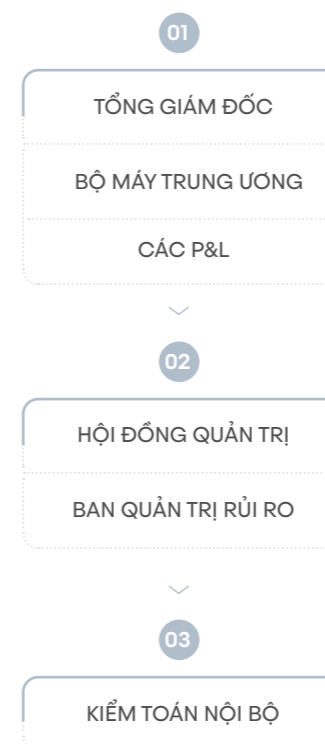 01
TỔNG GIÁM ĐỐC
BỘ MÁY TRUNG ƯƠNG
CÁC P&L
02
HỘI ĐỒNG QUẢN TRỊ
BAN QUẢN TRỊ RỦI RO
03
KIỂM TOÁN NỘI BỘ